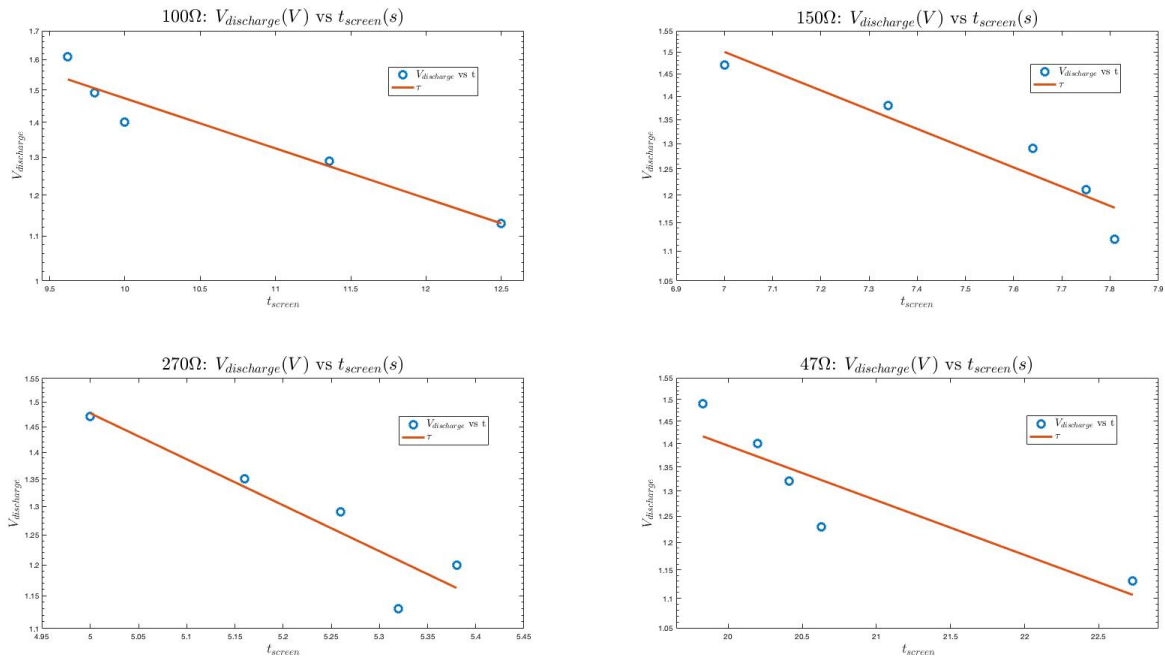 100Ω: V_discharge(V) vs t_screen(s)
1.7
1.6
1.5
1.4
1.3
1.2
1.1
1
V_discharge
V_discharge vs t
τ
9.5 10 10.5 11 11.5 12 12.5
t_screen
150Ω: V_discharge(V) vs t_screen(s)
1.55
1.5
1.45
1.4
1.35
1.3
1.25
1.2
1.15
1.1
1.05
V_discharge
V_discharge vs t
τ
6.9 7 7.1 7.2 7.3 7.4 7.5 7.6 7.7 7.8 7.9
t_screen
270Ω: V_discharge(V) vs t_screen(s)
1.55
1.5
1.45
1.4
1.35
1.3
1.25
1.2
1.15
1.1
V_discharge
V_discharge vs t
τ
4.95 5 5.05 5.1 5.15 5.2 5.25 5.3 5.35 5.4 5.45
t_screen
47Ω: V_discharge(V) vs t_screen(s)
1.55
1.5
1.45
1.4
1.35
1.3
1.25
1.2
1.15
1.1
1.05
V_discharge
V_discharge vs t
τ
20 20.5 21 21.5 22 22.5
t_screen